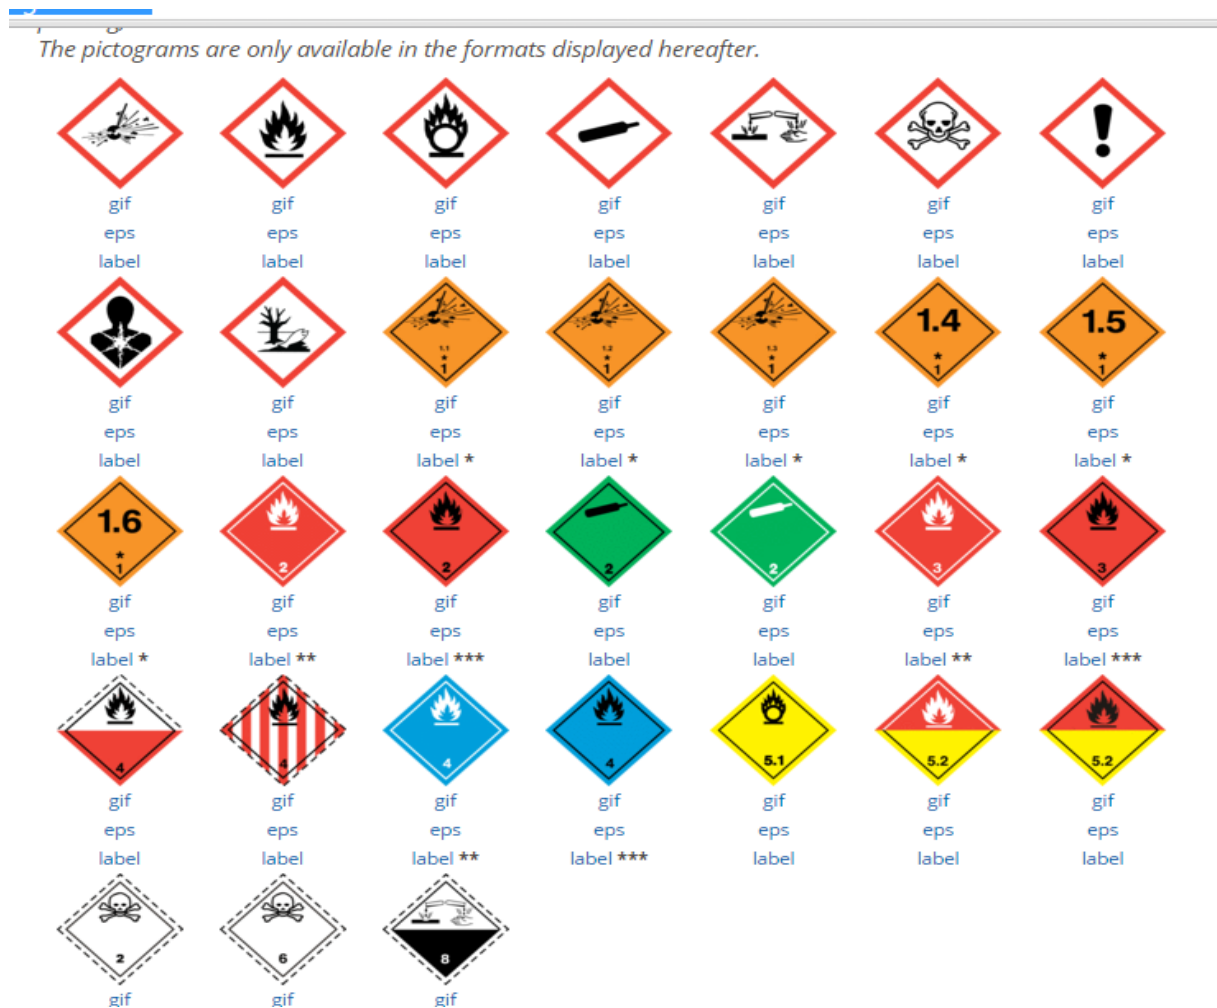 The pictograms are only available in the formats displayed hereafter.
gif gif gif gif gif gif gif
eps eps eps eps eps eps eps
label label label label label label label
1.1 1.2 1.3 1.4 1.5
* * * * *
1 1 1 1 1
gif gif gif gif gif gif gif
eps eps eps eps eps eps eps
label label label * label * label * label * label *
1.6
*
1 2 2 2 2 3 3
gif gif gif gif gif gif gif
eps eps eps eps eps eps eps
label * label ** label *** label label label ** label ***
4 4 4 4 5.1 5.2 5.2
gif gif gif gif gif gif gif
eps eps eps eps eps eps eps
label label label ** label *** label label label
2 6 8
gif gif gif